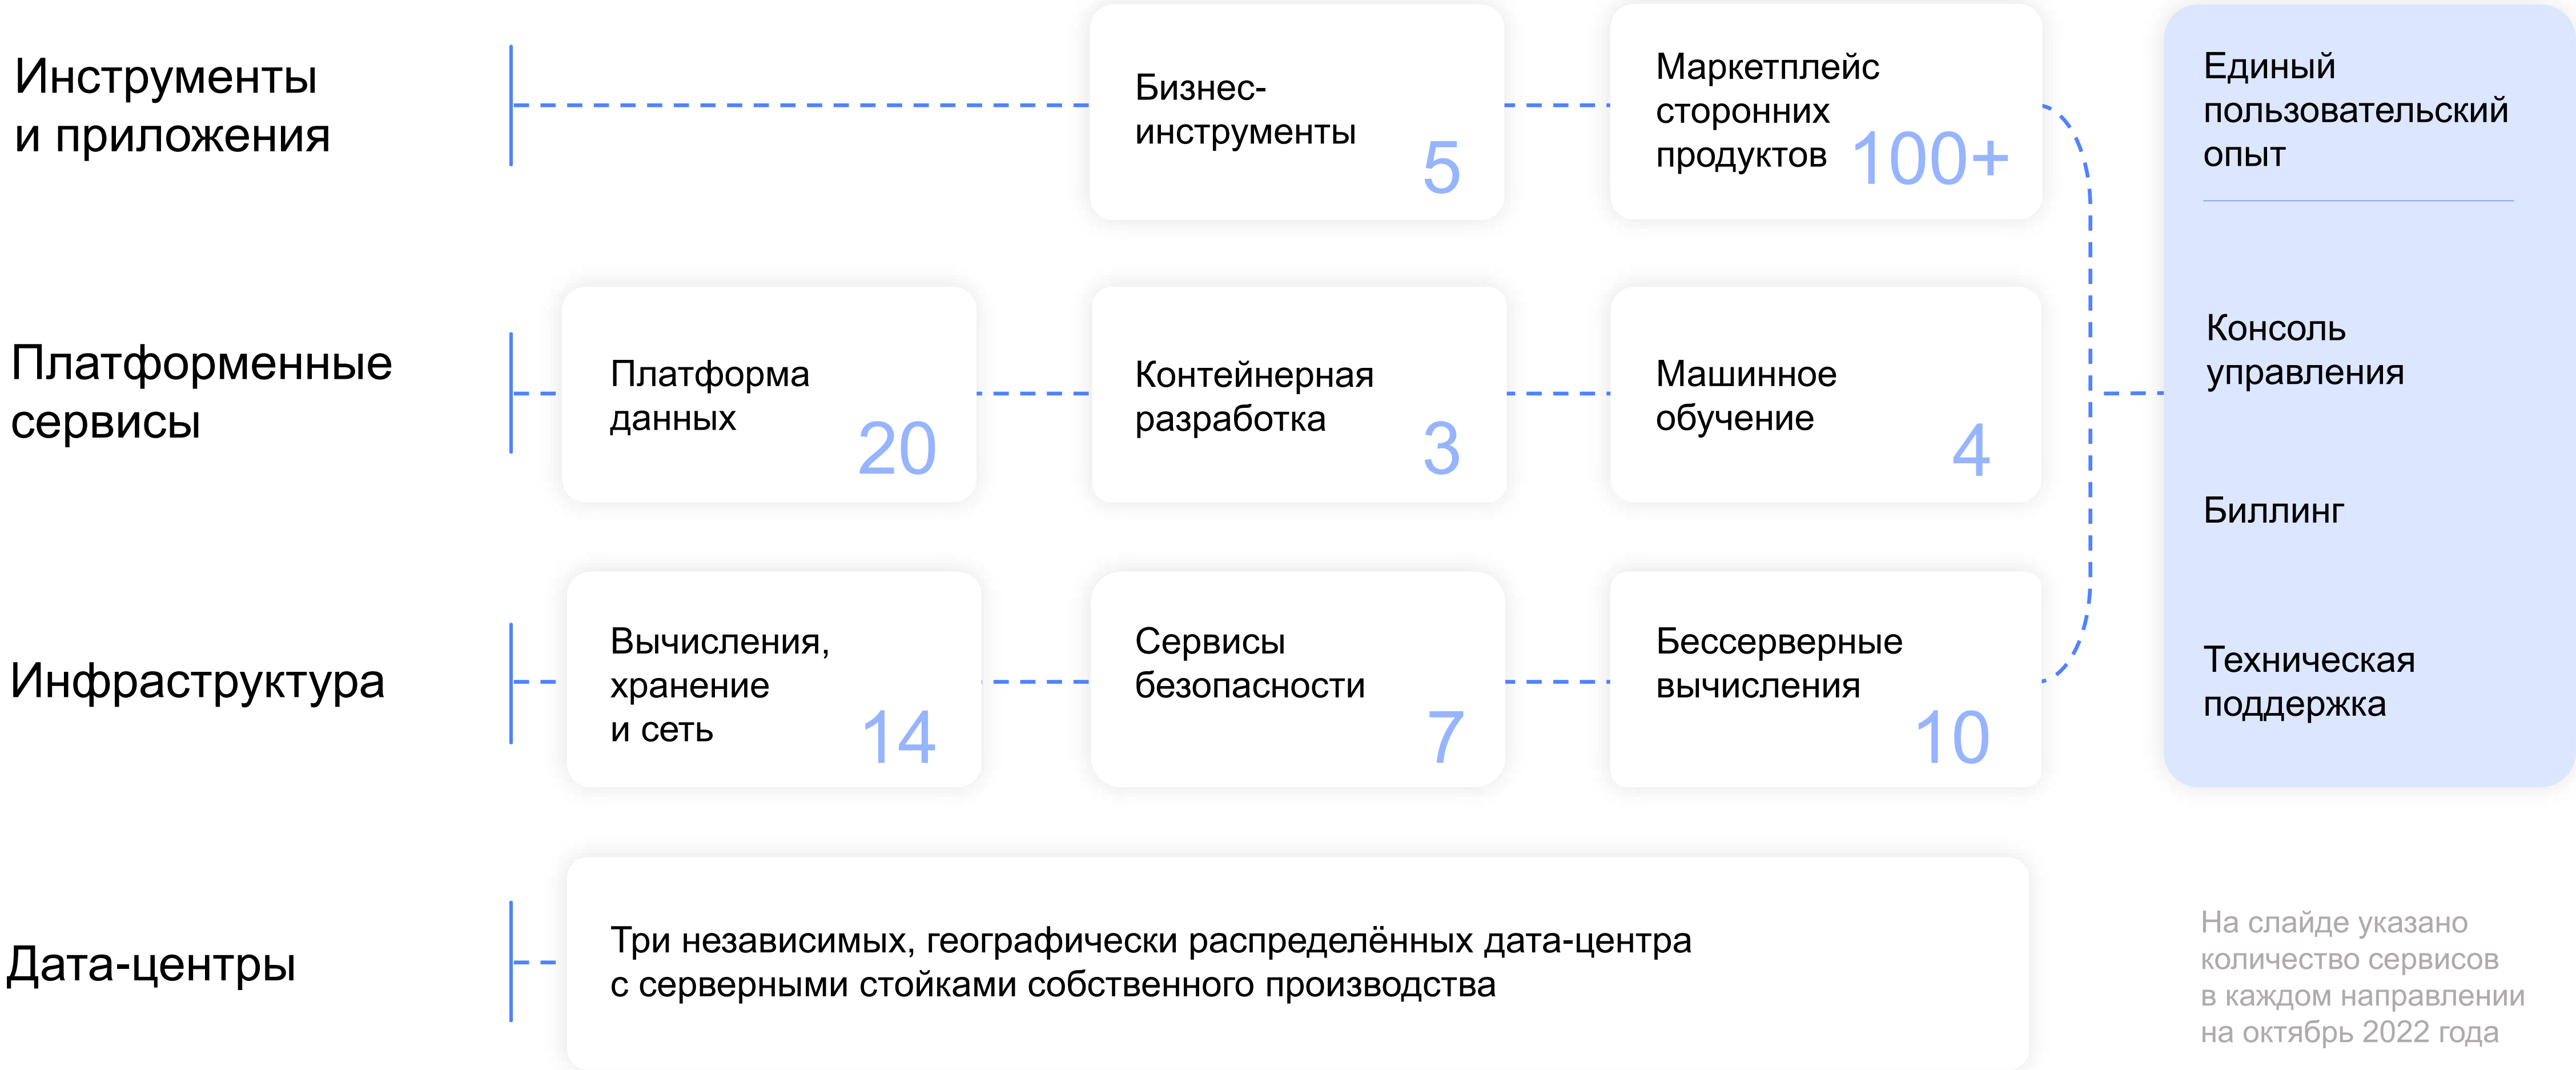 Инструменты
и приложения
Бизнес-
инструменты
5
Маркетплейс
сторонних
продуктов
100+
Платформенные
сервисы
Платформа
данных
20
Контейнерная
разработка
3
Машинное
обучение
4
Инфраструктура
Вычисления,
хранение
и сеть
14
Сервисы
безопасности
7
Бессерверные
вычисления
10
Дата-центры
Три независимых, географически распределённых дата-центра
с серверными стойками собственного производства
Единый
пользовательский
опыт
Консоль
управления
Биллинг
Техническая
поддержка
На слайде указано
количество сервисов
в каждом направлении
на октябрь 2022 года